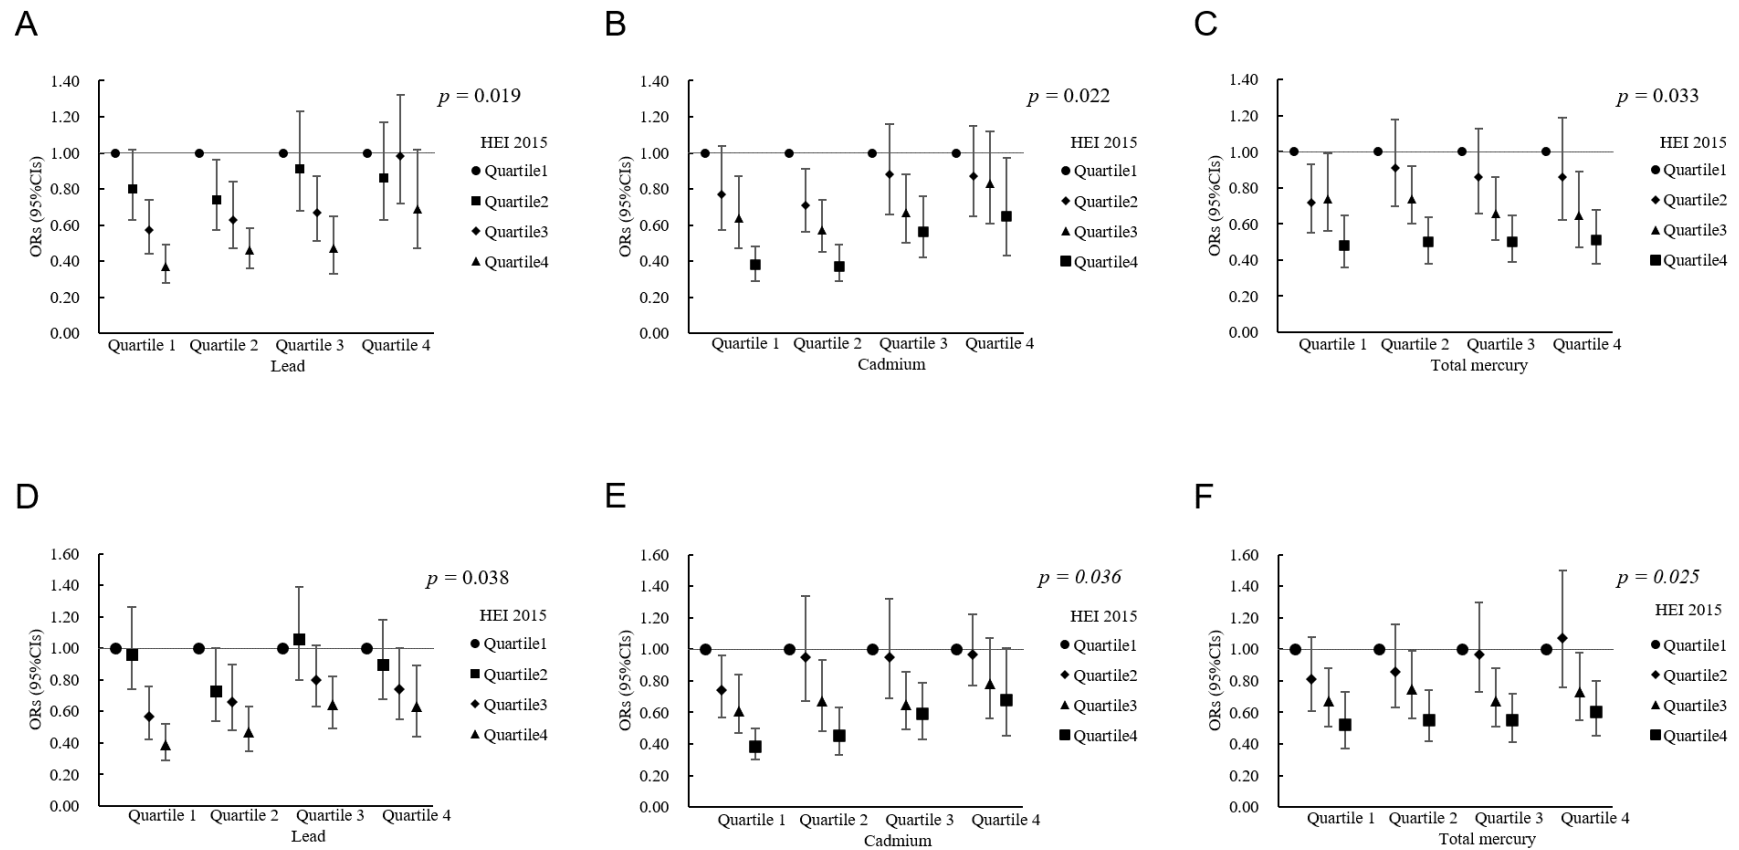 A
1.40
1.20
1.00
0.80
0.60
0.40
0.20
0.00
ORs (95%CIs)
p = 0.019
HEI 2015
Quartile1
Quartile2
Quartile3
Quartile4
Quartile 1 Quartile 2 Quartile 3 Quartile 4
Lead
B
1.40
1.20
1.00
0.80
0.60
0.40
0.20
0.00
ORs (95%CIs)
p = 0.022
HEI 2015
Quartile1
Quartile2
Quartile3
Quartile4
Quartile 1 Quartile 2 Quartile 3 Quartile 4
Cadmium
C
1.40
1.20
1.00
0.80
0.60
0.40
0.20
0.00
ORs (95%CIs)
p = 0.033
HEI 2015
Quartile1
Quartile2
Quartile3
Quartile4
Quartile 1 Quartile 2 Quartile 3 Quartile 4
Total mercury
D
1.60
1.40
1.20
1.00
0.80
0.60
0.40
0.20
0.00
ORs (95%CIs)
p = 0.038
HEI 2015
Quartile1
Quartile2
Quartile3
Quartile4
Quartile 1 Quartile 2 Quartile 3 Quartile 4
Lead
E
1.60
1.40
1.20
1.00
0.80
0.60
0.40
0.20
0.00
ORs (95%CIs)
p = 0.036
HEI 2015
Quartile1
Quartile2
Quartile3
Quartile4
Quartile 1 Quartile 2 Quartile 3 Quartile 4
Cadmium
F
1.60
1.40
1.20
1.00
0.80
0.60
0.40
0.20
0.00
ORs (95%CIs)
p = 0.025
HEI 2015
Quartile1
Quartile2
Quartile3
Quartile4
Quartile 1 Quartile 2 Quartile 3 Quartile 4
Total mercury